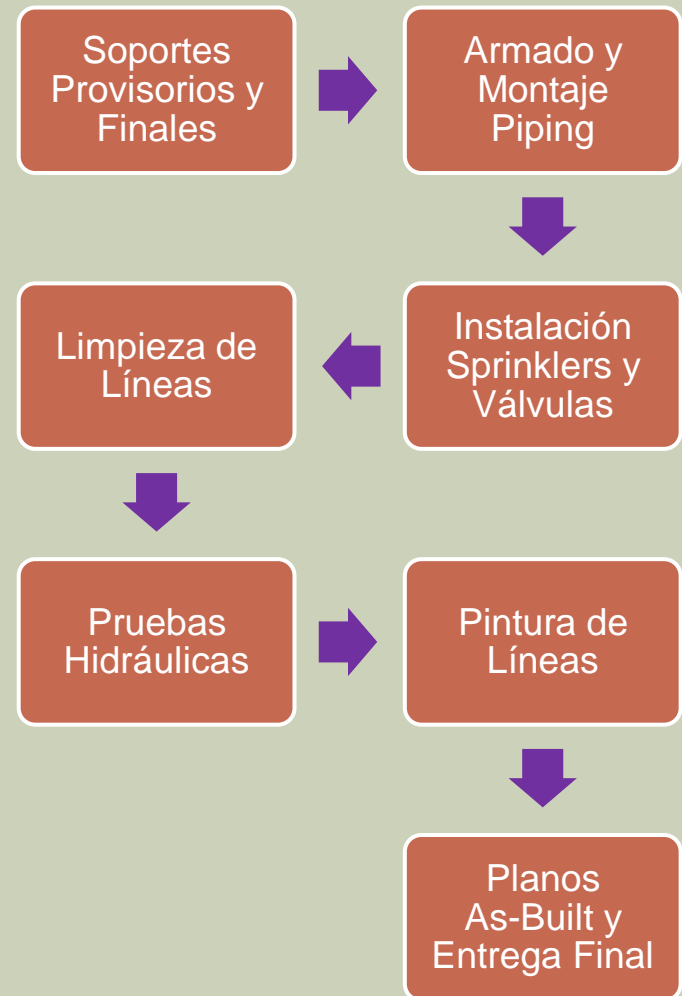 Soportes
Provisorios y
Finales
Armado y
Montaje
Piping
Instalación
Sprinklers y
Válvulas
Limpieza de
Líneas
Pruebas
Hidráulicas
Pintura de
Líneas
Planos
As-Built y
Entrega Final